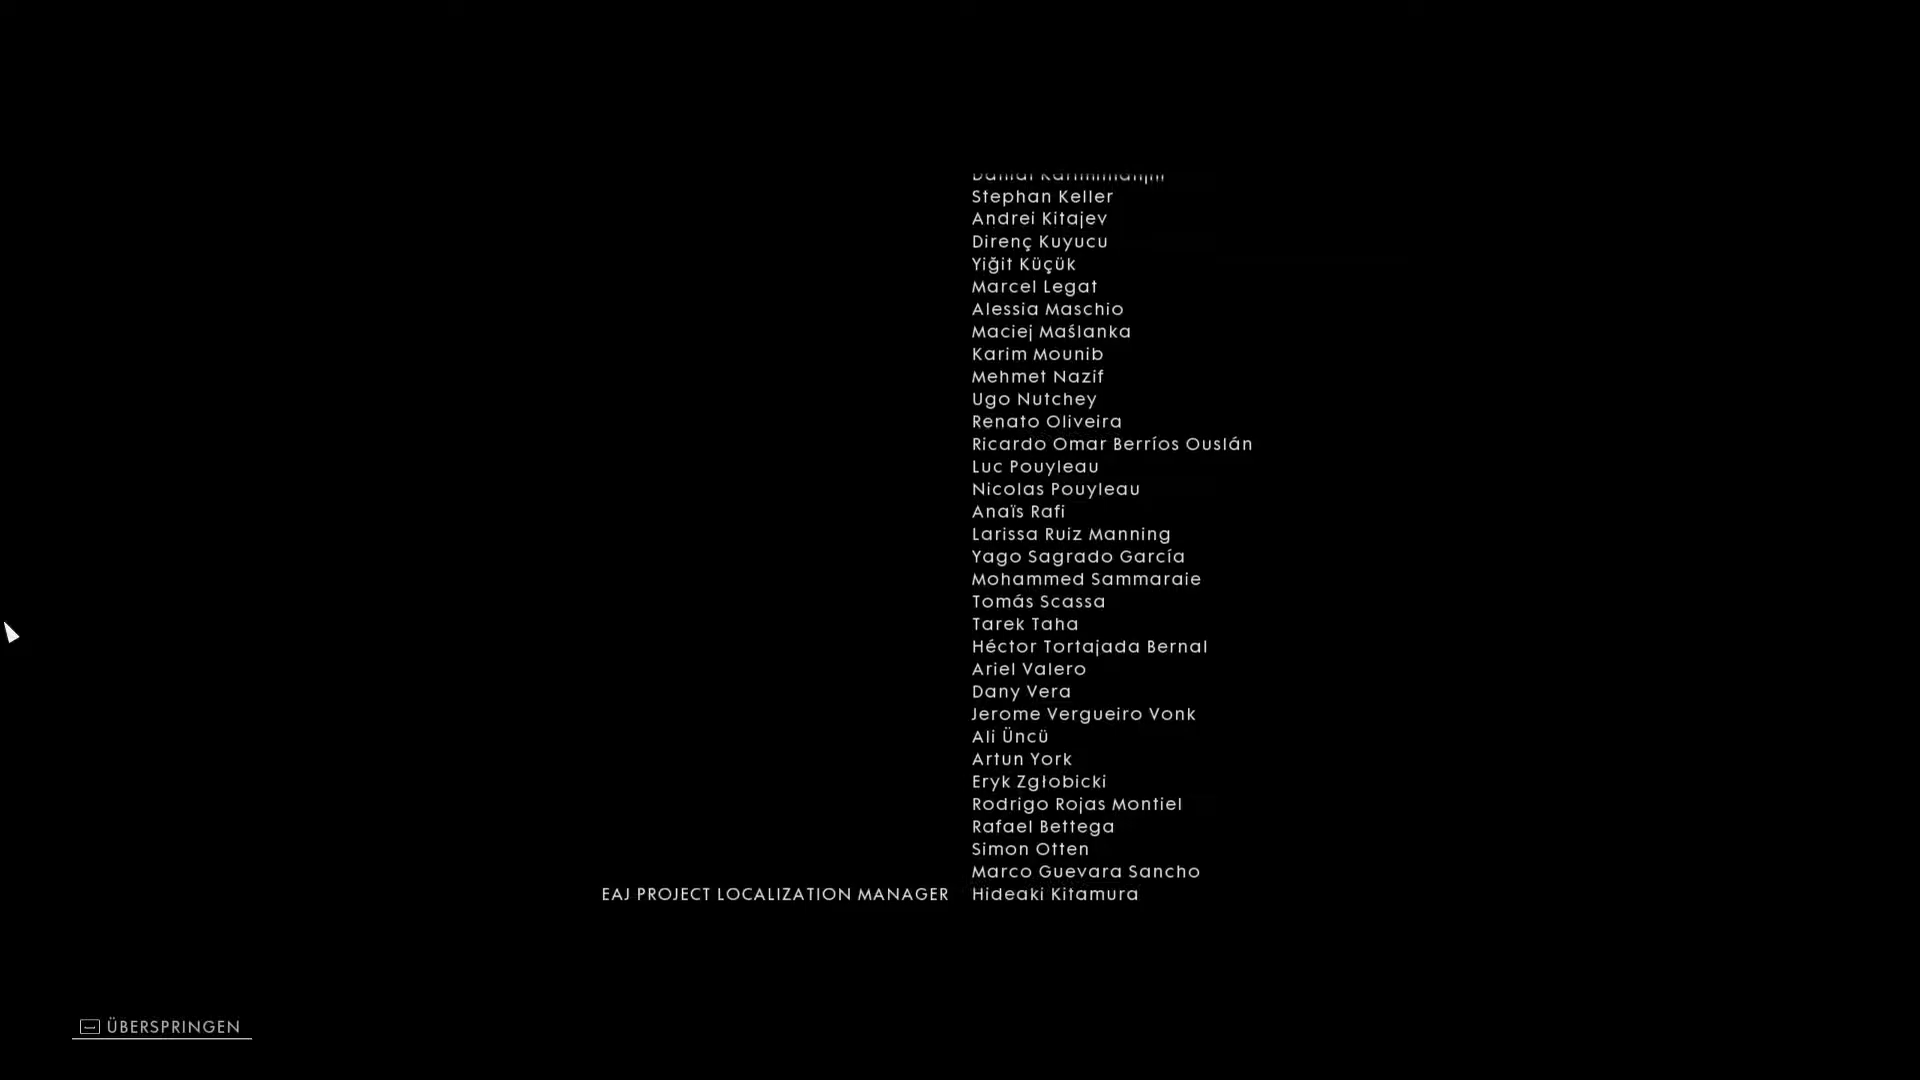 Stephan Keller
Andrei Kitajev
Direnç Kuyucu
Yiğit Küçük
Marcel Legat
Alessia Maschio
Maciej Maślanka
Karim Mounib
Mehmet Nazif
Ugo Nutchey
Renato Oliveira
Ricardo Omar Berríos Ouslán
Luc Pouyleau
Nicolas Pouyleau
Anaïs Rafi
Larissa Ruiz Manning
Yago Sagrado García
Mohammed Sammaraie
Tomás Scassa
Tarek Taha
Héctor Tortajada Bernal
Ariel Valero
Dany Vera
Jerome Vergueiro Vonk
Ali Üncü
Artun York
Eryk Zgłobicki
Rodrigo Rojas Montiel
Rafael Bettega
Simon Otten
Marco Guevara Sancho
EAJ PROJECT LOCALIZATION MANAGER Hideaki Kitamura
ÜBERSPRINGEN